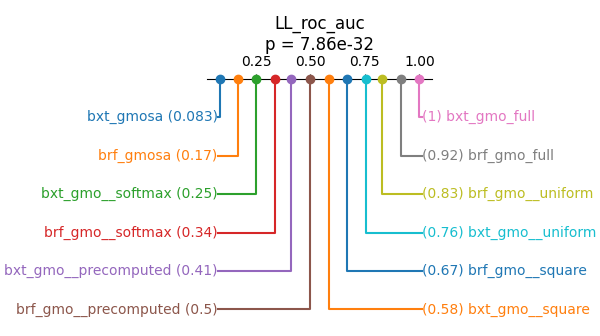 LL_roc_auc
p = 7.86e-32
0.25 0.50 0.75 1.00
bxt_gmosa (0.083) (1) bxt_gmo_full
brf_gmosa (0.17) (0.92) brf_gmo_full
bxt_gmo__softmax (0.25) (0.83) brf_gmo__uniform
brf_gmo__softmax (0.34) (0.76) bxt_gmo__uniform
bxt_gmo__precomputed (0.41) (0.67) brf_gmo__square
brf_gmo__precomputed (0.5) (0.58) bxt_gmo__square